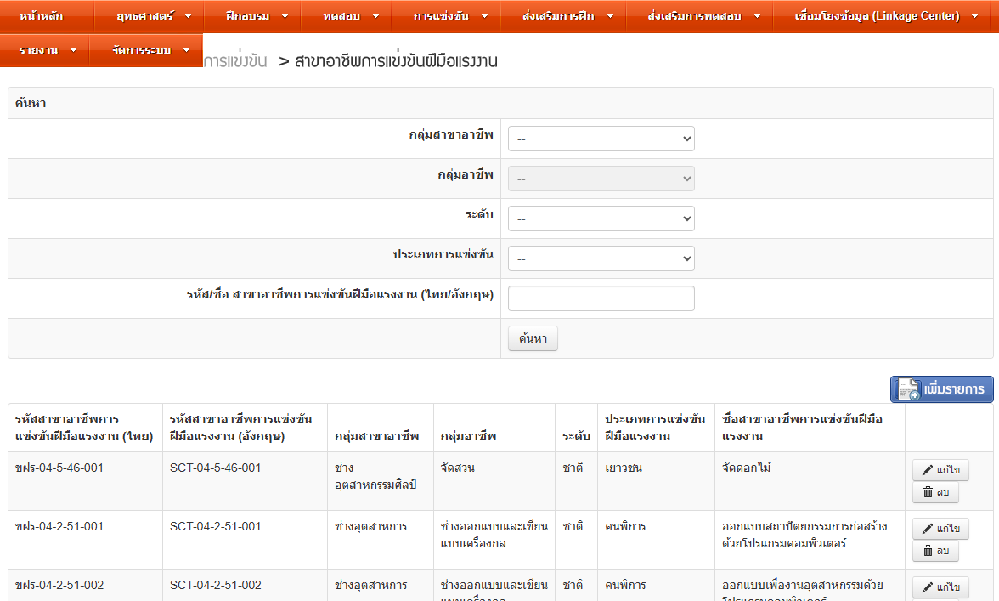 หน้าหลัก ยุทธศาสตร์ ฝึกอบรม ทดสอบ การแข่งขัน ส่งเสริมการฝึก ส่งเสริมการทดสอบ เชื่อมโยงข้อมูล (Linkage Center)
รายงาน จัดการระบบ
การแข่งขัน > สาขาอาชีพการแข่งขันฝีมือแรงงาน
ค้นหา
กลุ่มสาขาอาชีพ --
กลุ่มอาชีพ --
ระดับ --
ประเภทการแข่งขัน --
รหัส/ชื่อ สาขาอาชีพการแข่งขันฝีมือแรงงาน (ไทย/อังกฤษ)
ค้นหา
เพิ่มรายการ
รหัสสาขาอาชีพการ รหัสสาขาอาชีพการแข่งขัน ประเภทการแข่งขัน ชื่อสาขาอาชีพการแข่งขันฝีมือ
แข่งขันฝีมือแรงงาน (ไทย) ฝีมือแรงงาน (อังกฤษ) กลุ่มสาขาอาชีพ กลุ่มอาชีพ ระดับ ฝีมือแรงงาน แรงงาน
ขฝร-04-5-46-001 SCT-04-5-46-001 ช่าง จัดสวน ชาติ เยาวชน จัดดอกไม้ แก้ไข
อุตสาหกรรมศิลป์ ลบ
ขฝร-04-2-51-001 SCT-04-2-51-001 ช่างอุตสาหการ ช่างออกแบบและเขียน ชาติ คนพิการ ออกแบบสถาปัตยกรรมการก่อสร้าง แก้ไข
แบบเครื่องกล ด้วยโปรแกรมคอมพิวเตอร์ ลบ
ขฝร-04-2-51-002 SCT-04-2-51-002 ช่างอุตสาหการ ช่างออกแบบและเขียน ชาติ คนพิการ ออกแบบเพื่องานอุตสาหกรรมด้วย แก้ไข
แบบเครื่องกล โปรแกรมคอมพิวเตอร์